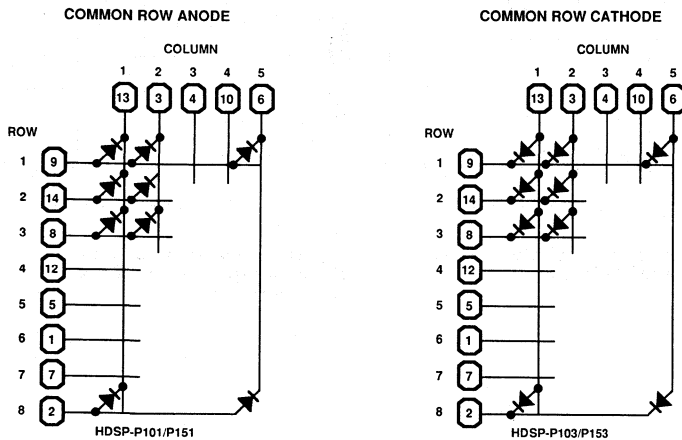 COMMON ROW ANODE
COLUMN
1 2 3 4 5
13 3 4 10 6
ROW
1 9
2 14
3 8
4 12
5 5
6 1
7 7
8 2
HDSP-P101/P151
COMMON ROW CATHODE
COLUMN
1 2 3 4 5
13 3 4 10 6
ROW
1 9
2 14
3 8
4 12
5 5
6 1
7 7
8 2
HDSP-P103/P153